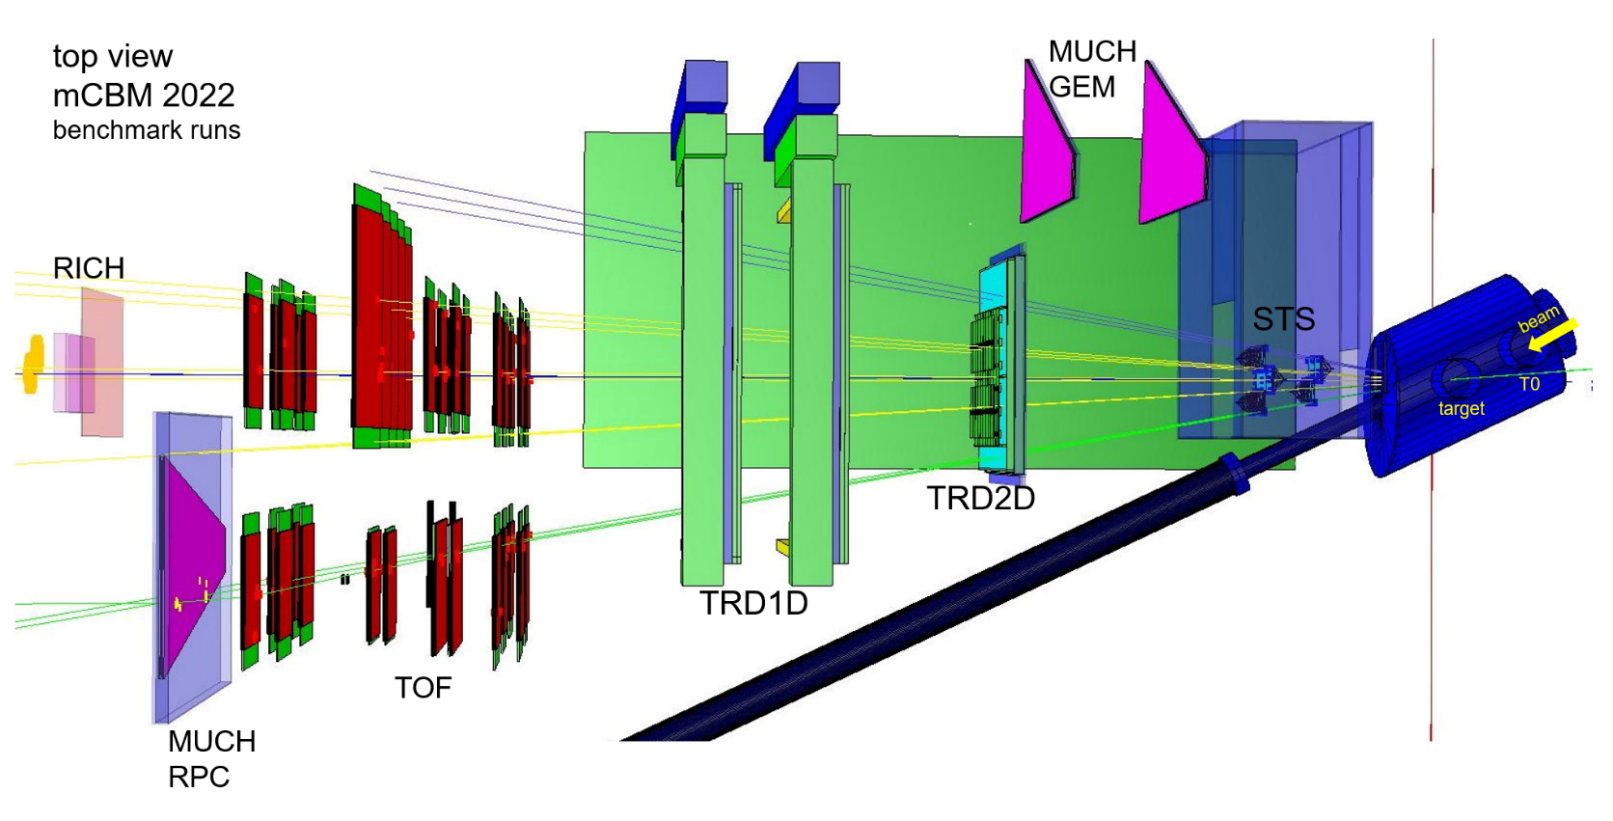 top view
mCBM 2022
benchmark runs
MUCH
GEM
RICH
STS
beam
T0
target
TRD2D
TRD1D
TOF
MUCH
RPC